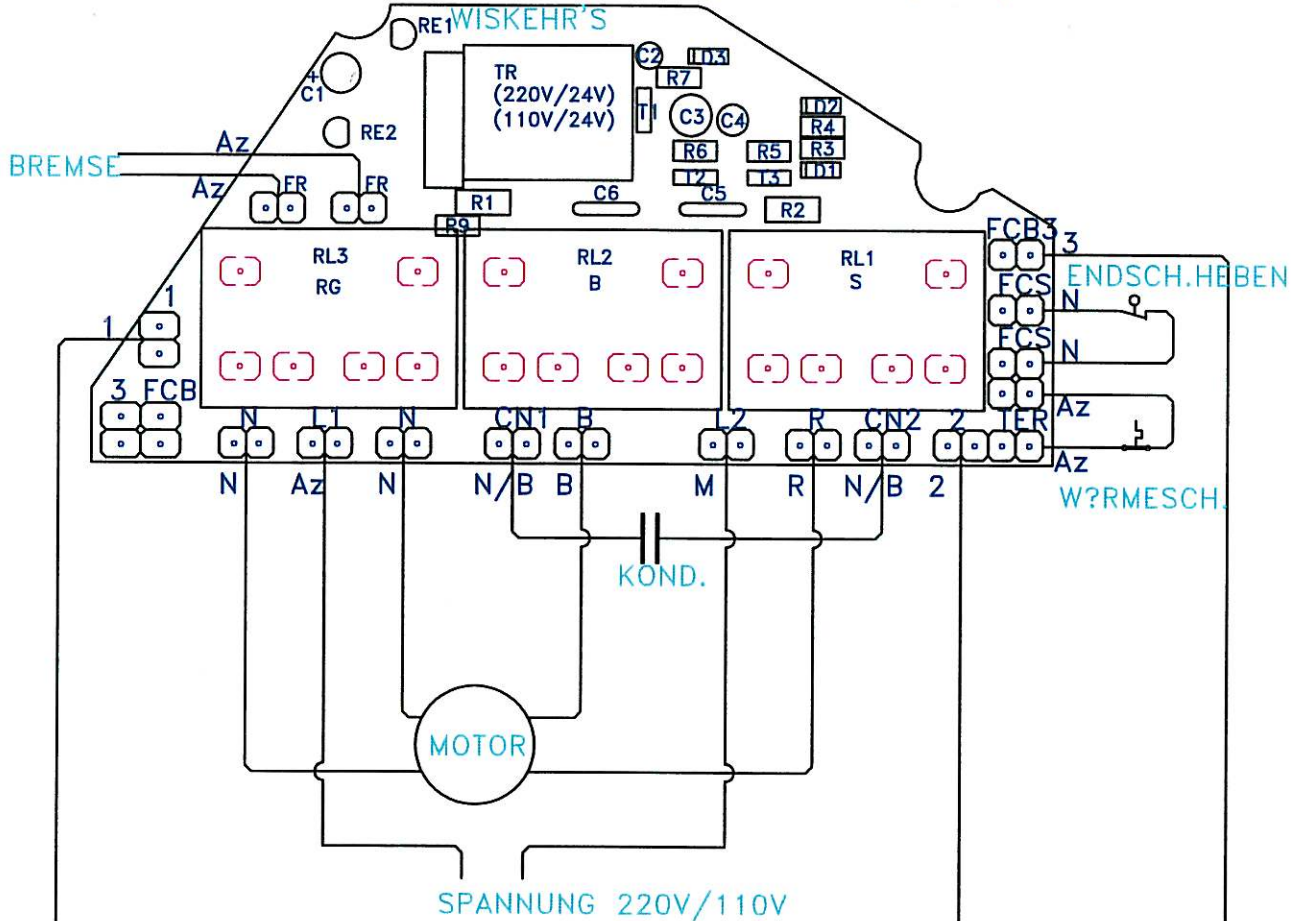 WISKEHR'S
RE1
C2
LD3
TR
(220V/24V)
(110V/24V)
R7
+
C1
T1
C3
C4
LD2
R4
RE2
Az
R6
R5
R3
BREMSE
Az
FR
FR
T2
T3
LD1
R1
C6
C5
R2
R9
FCB3
3
RL3
RG
RL2
B
RL1
S
ENDSCH.HEBEN
FCS
N
1
1
FCS
N
3
FCB
Az
N
L1
N
CN1
B
L2
R
CN2
2
TER
Az
N
Az
N
N/B
B
M
R
N/B
2
W?RMESCH.
KOND.
MOTOR
SPANNUNG 220V/110V